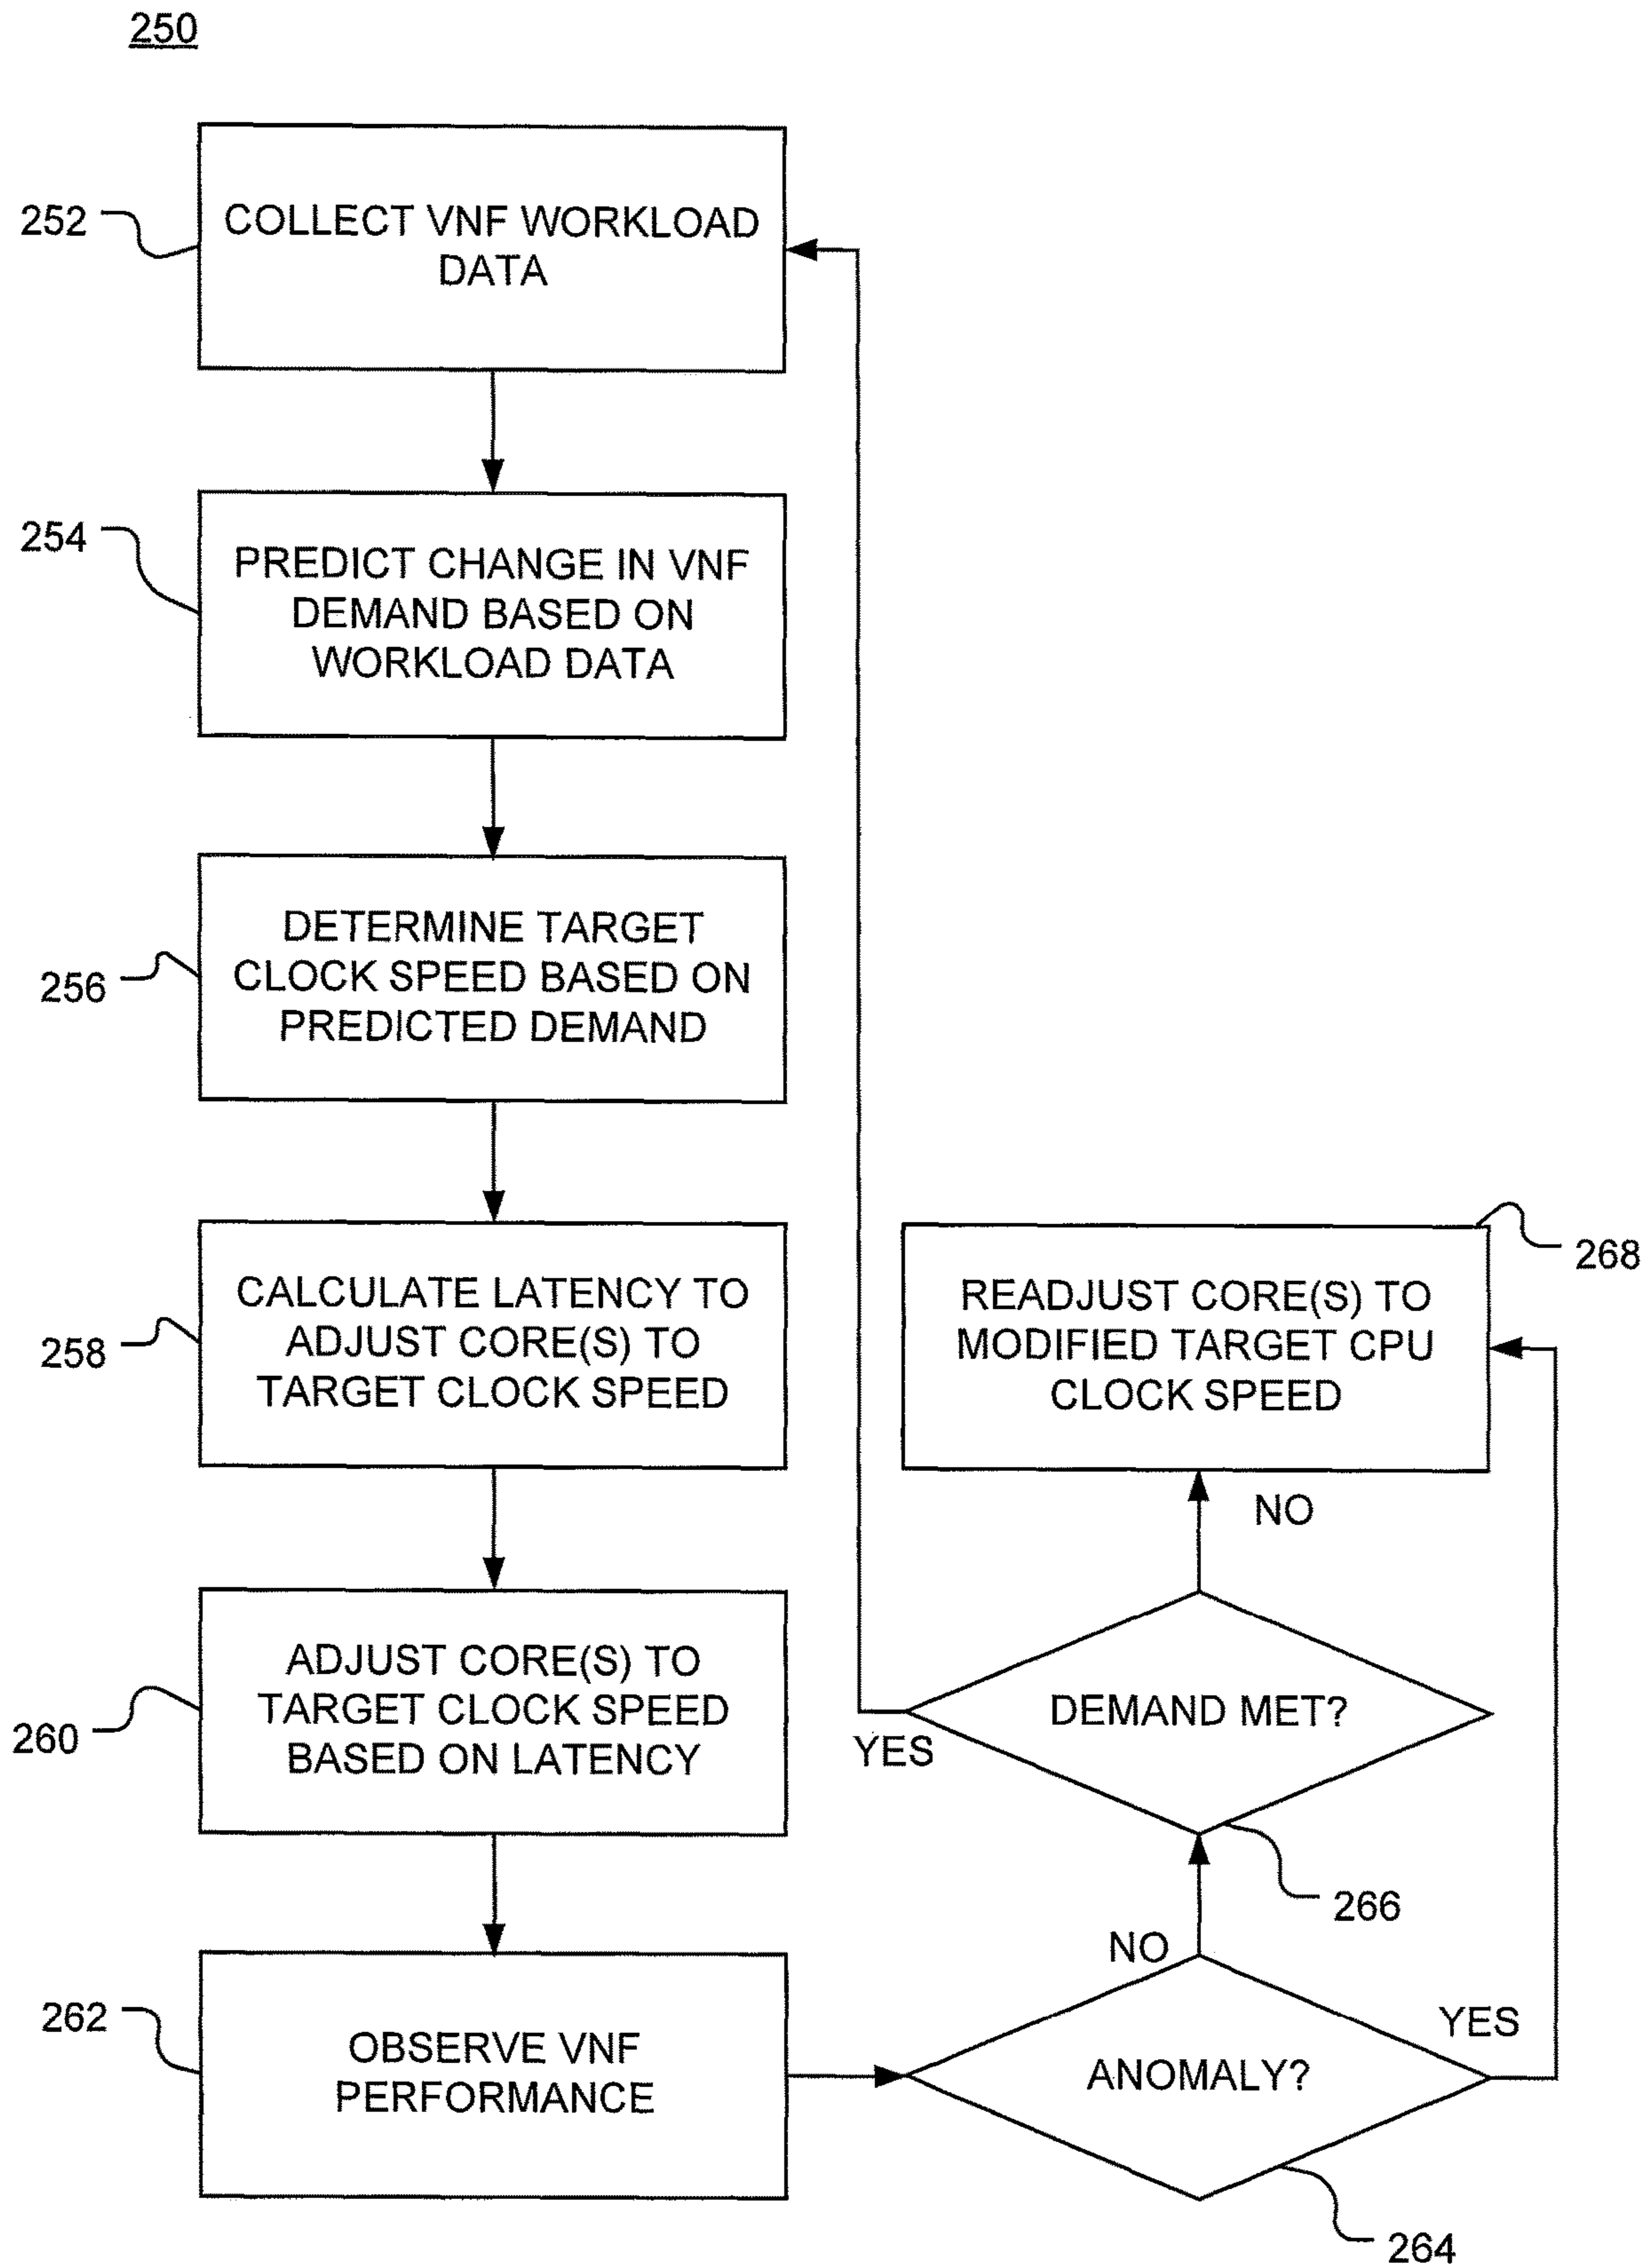 250
252
COLLECT VNF WORKLOAD
DATA
254
PREDICT CHANGE IN VNF
DEMAND BASED ON
WORKLOAD DATA
256
DETERMINE TARGET
CLOCK SPEED BASED ON
PREDICTED DEMAND
258
CALCULATE LATENCY TO
ADJUST CORE(S) TO
TARGET CLOCK SPEED
260
ADJUST CORE(S) TO
TARGET CLOCK SPEED
BASED ON LATENCY
262
OBSERVE VNF
PERFORMANCE
268
READJUST CORE(S) TO
MODIFIED TARGET CPU
CLOCK SPEED
NO
DEMAND MET?
YES
266
NO
YES
ANOMALY?
264